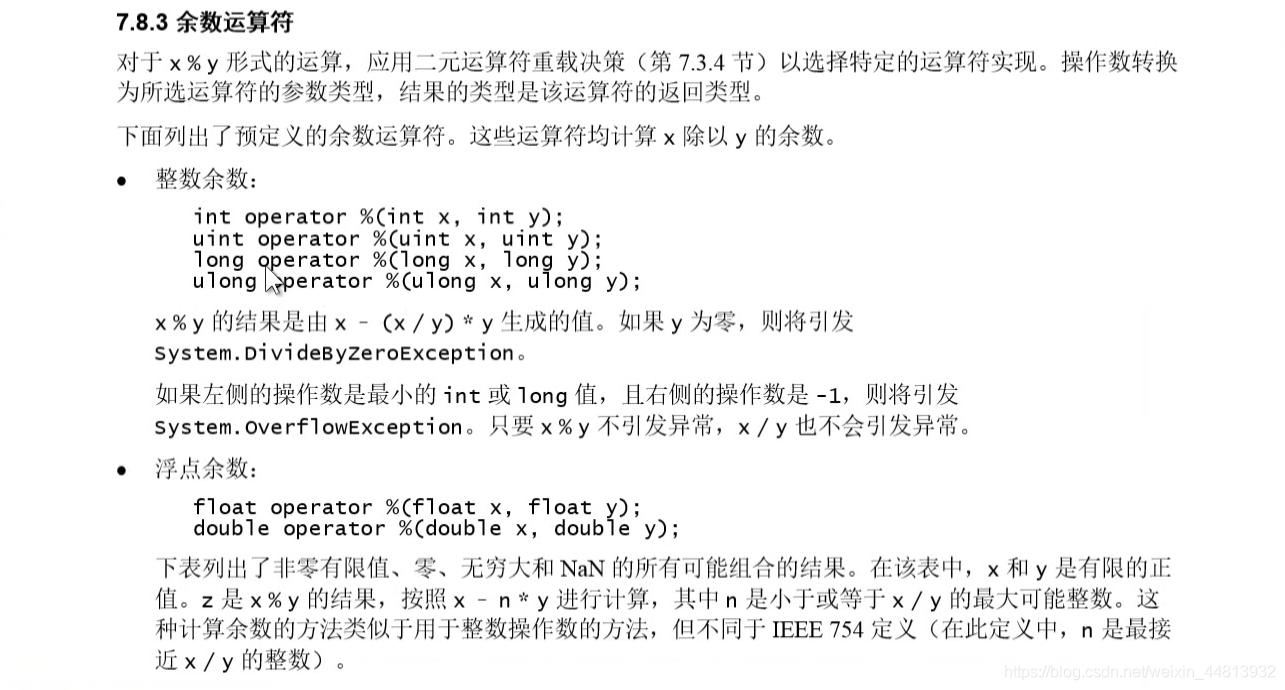 7.8.3 余数运算符
对于 x % y 形式的运算，应用二元运算符重载决策（第 7.3.4 节）以选择特定的运算符实现。操作数转换
为所选运算符的参数类型，结果的类型是该运算符的返回类型。
下面列出了预定义的余数运算符。这些运算符均计算 x 除以 y 的余数。
• 整数余数：
int operator %(int x, int y);
uint operator %(uint x, uint y);
long operator %(long x, long y);
ulong operator %(ulong x, ulong y);
x % y 的结果是由 x – (x / y) * y 生成的值。如果 y 为零，则将引发
System.DivideByZeroException。
如果左侧的操作数是最小的 int 或 long 值，且右侧的操作数是 -1，则将引发
System.OverflowException。只要 x % y 不引发异常，x / y 也不会引发异常。
• 浮点余数：
float operator %(float x, float y);
double operator %(double x, double y);
下表列出了非零有限值、零、无穷大和 NaN 的所有可能组合的结果。在该表中，x 和 y 是有限的正
值。z 是 x % y 的结果，按照 x – n * y 进行计算，其中 n 是小于或等于 x / y 的最大可能整数。这
种计算余数的方法类似于用于整数操作数的方法，但不同于 IEEE 754 定义（在此定义中，n 是最接
近 x / y 的整数）。
https://blog.csdn.net/weixin_44813932